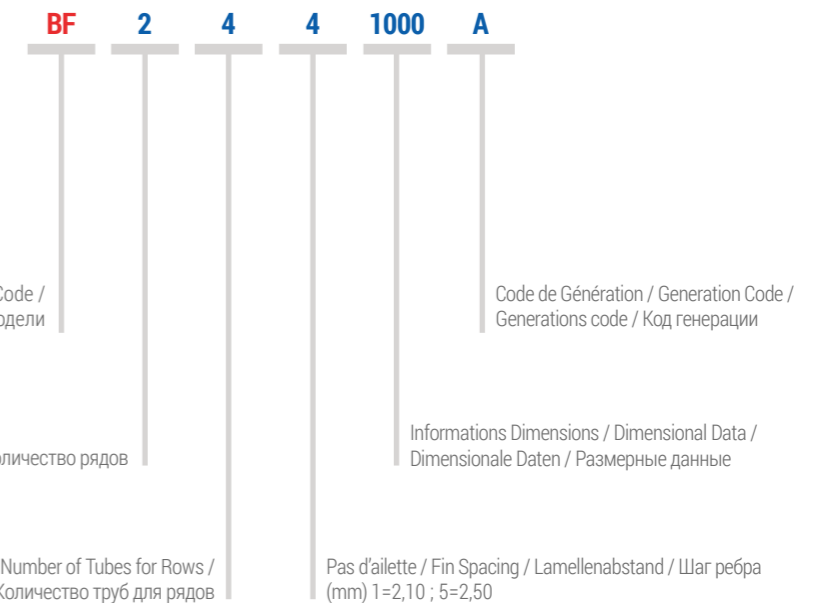 BF 2 4 4 1000 A
Code /
Code de Génération / Generation Code /
Generations code / Код генерации
Informations Dimensions / Dimensional Data /
рядов
Dimensionale Daten / Размерные данные
Number of Tubes for Rows /
Количество труб для рядов
Pas d'ailette / Fin Spacing / Lamellenabstand / Шаг ребра
(mm) 1=2,10 ; 5=2,50